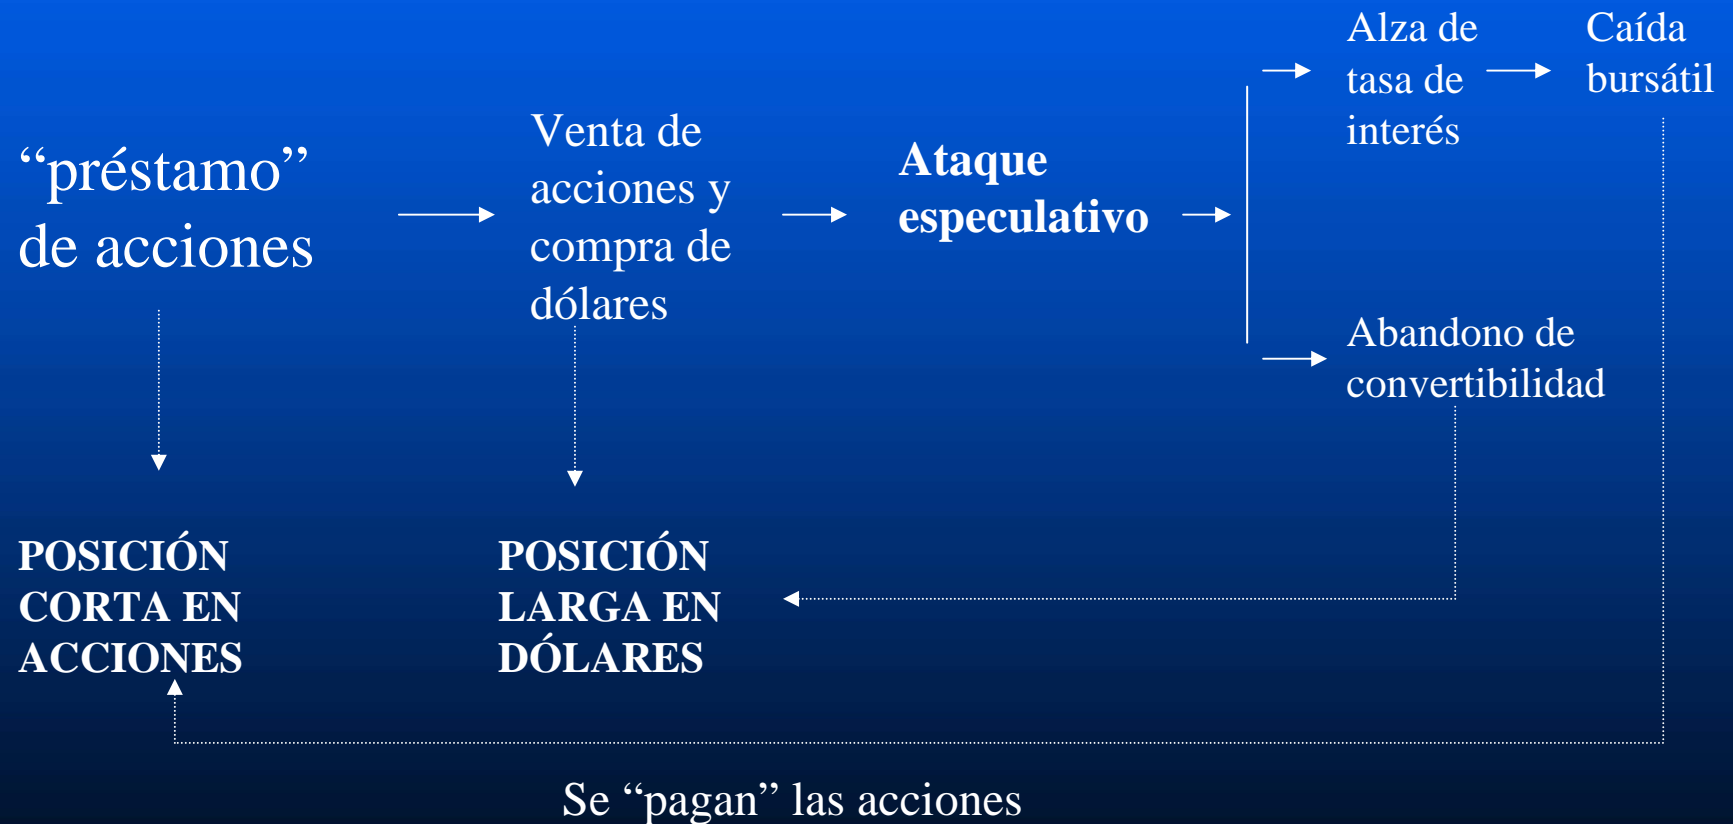 “préstamo”
de acciones
Venta de
acciones y
compra de
dólares
Ataque
especulativo
Alza de
tasa de
interés
Caída
bursátil
Abandono de
convertibilidad
POSICIÓN
CORTA EN
ACCIONES
POSICIÓN
LARGA EN
DÓLARES
Se “pagan” las acciones